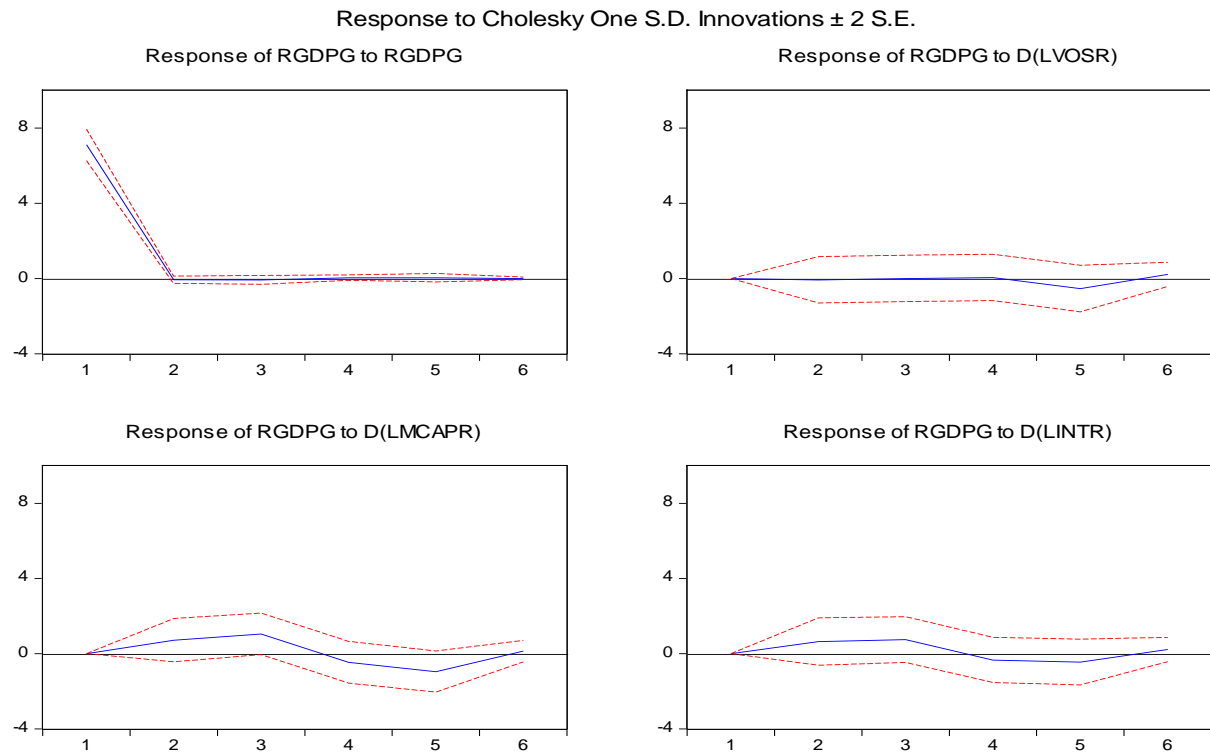 Response to Cholesky One S.D. Innovations ± 2 S.E.
Response of RGDPG to RGDPG
8
4
0
-4
1 2 3 4 5 6
Response of RGDPG to D(LVOSR)
8
4
0
-4
1 2 3 4 5 6
Response of RGDPG to D(LMCAPR)
8
4
0
-4
1 2 3 4 5 6
Response of RGDPG to D(LINTR)
8
4
0
-4
1 2 3 4 5 6